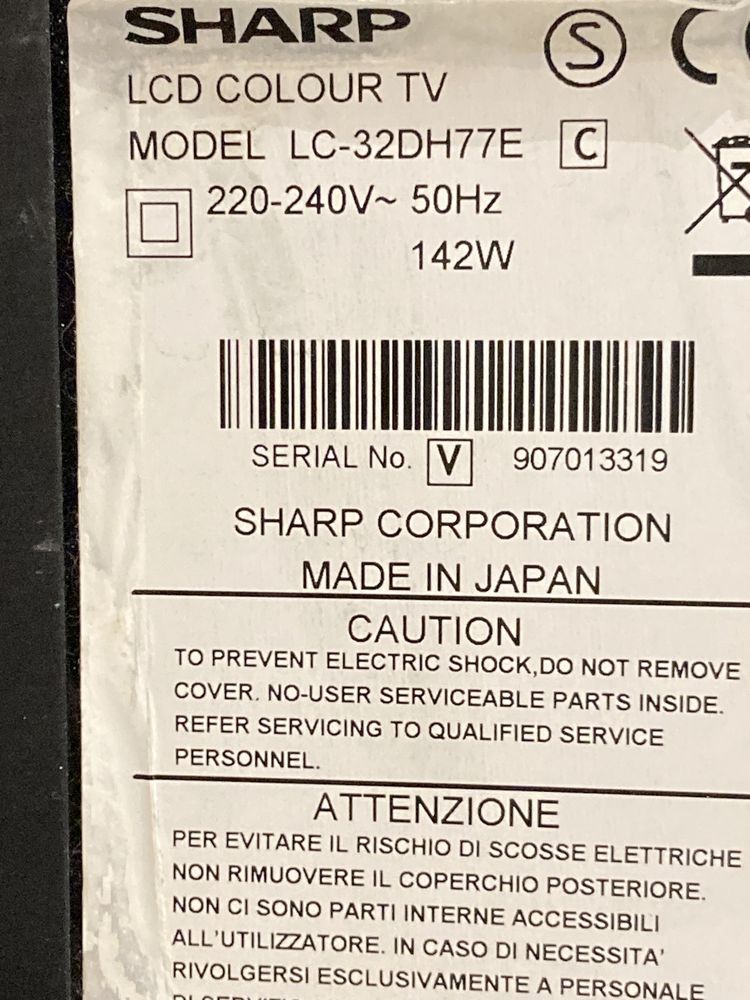 SHARP
LCD COLOUR TV
MODEL LC-32DH77E C
220-240V~ 50Hz
142W
SERIAL No. V 907013319
SHARP CORPORATION
MADE IN JAPAN
CAUTION
TO PREVENT ELECTRIC SHOCK,DO NOT REMOVE
COVER. NO-USER SERVICEABLE PARTS INSIDE.
REFER SERVICING TO QUALIFIED SERVICE
PERSONNEL.
ATTENZIONE
PER EVITARE IL RISCHIO DI SCOSSE ELETTRICHE
NON RIMUOVERE IL COPERCHIO POSTERIORE.
NON CI SONO PARTI INTERNE ACCESSIBILI
ALL'UTILIZZATORE. IN CASO DI NECESSITA'
RIVOLGERSI ESCLUSIVAMENTE A PERSONALE